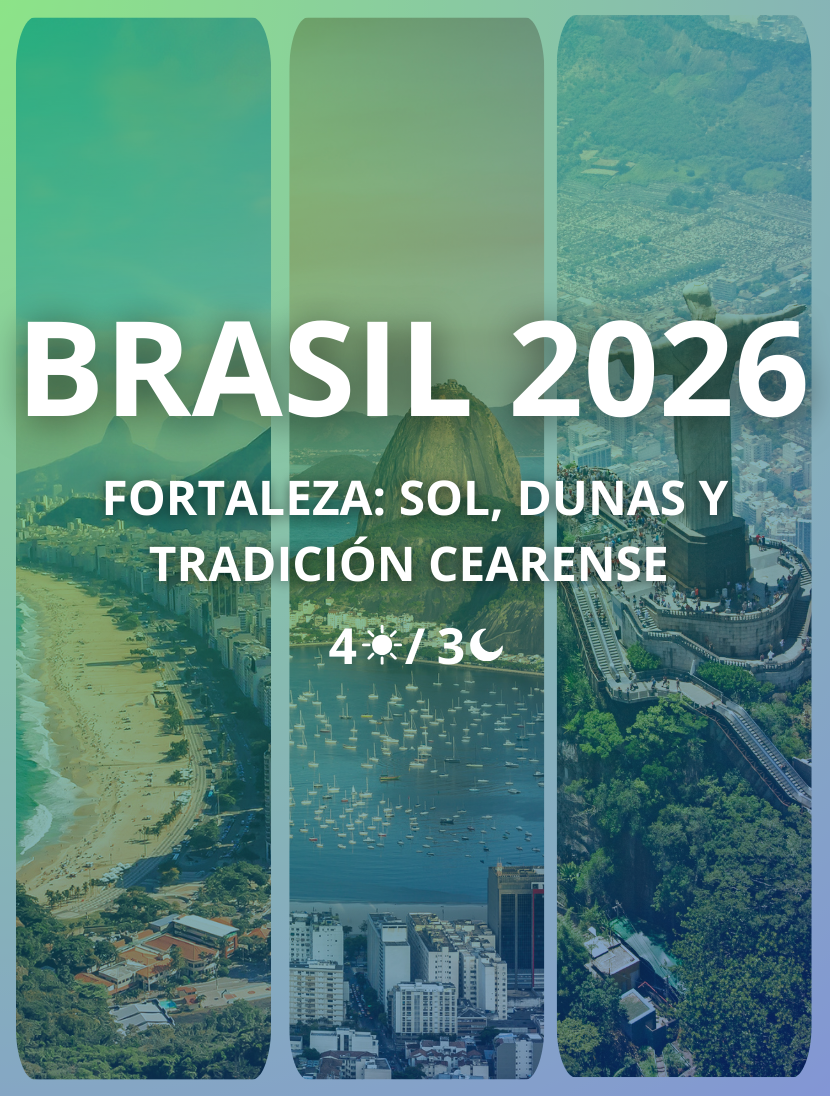 BRASIL 2026
FORTALEZA: SOL, DUNAS Y
TRADICIÓN CEARENSE
4☀/ 3☾